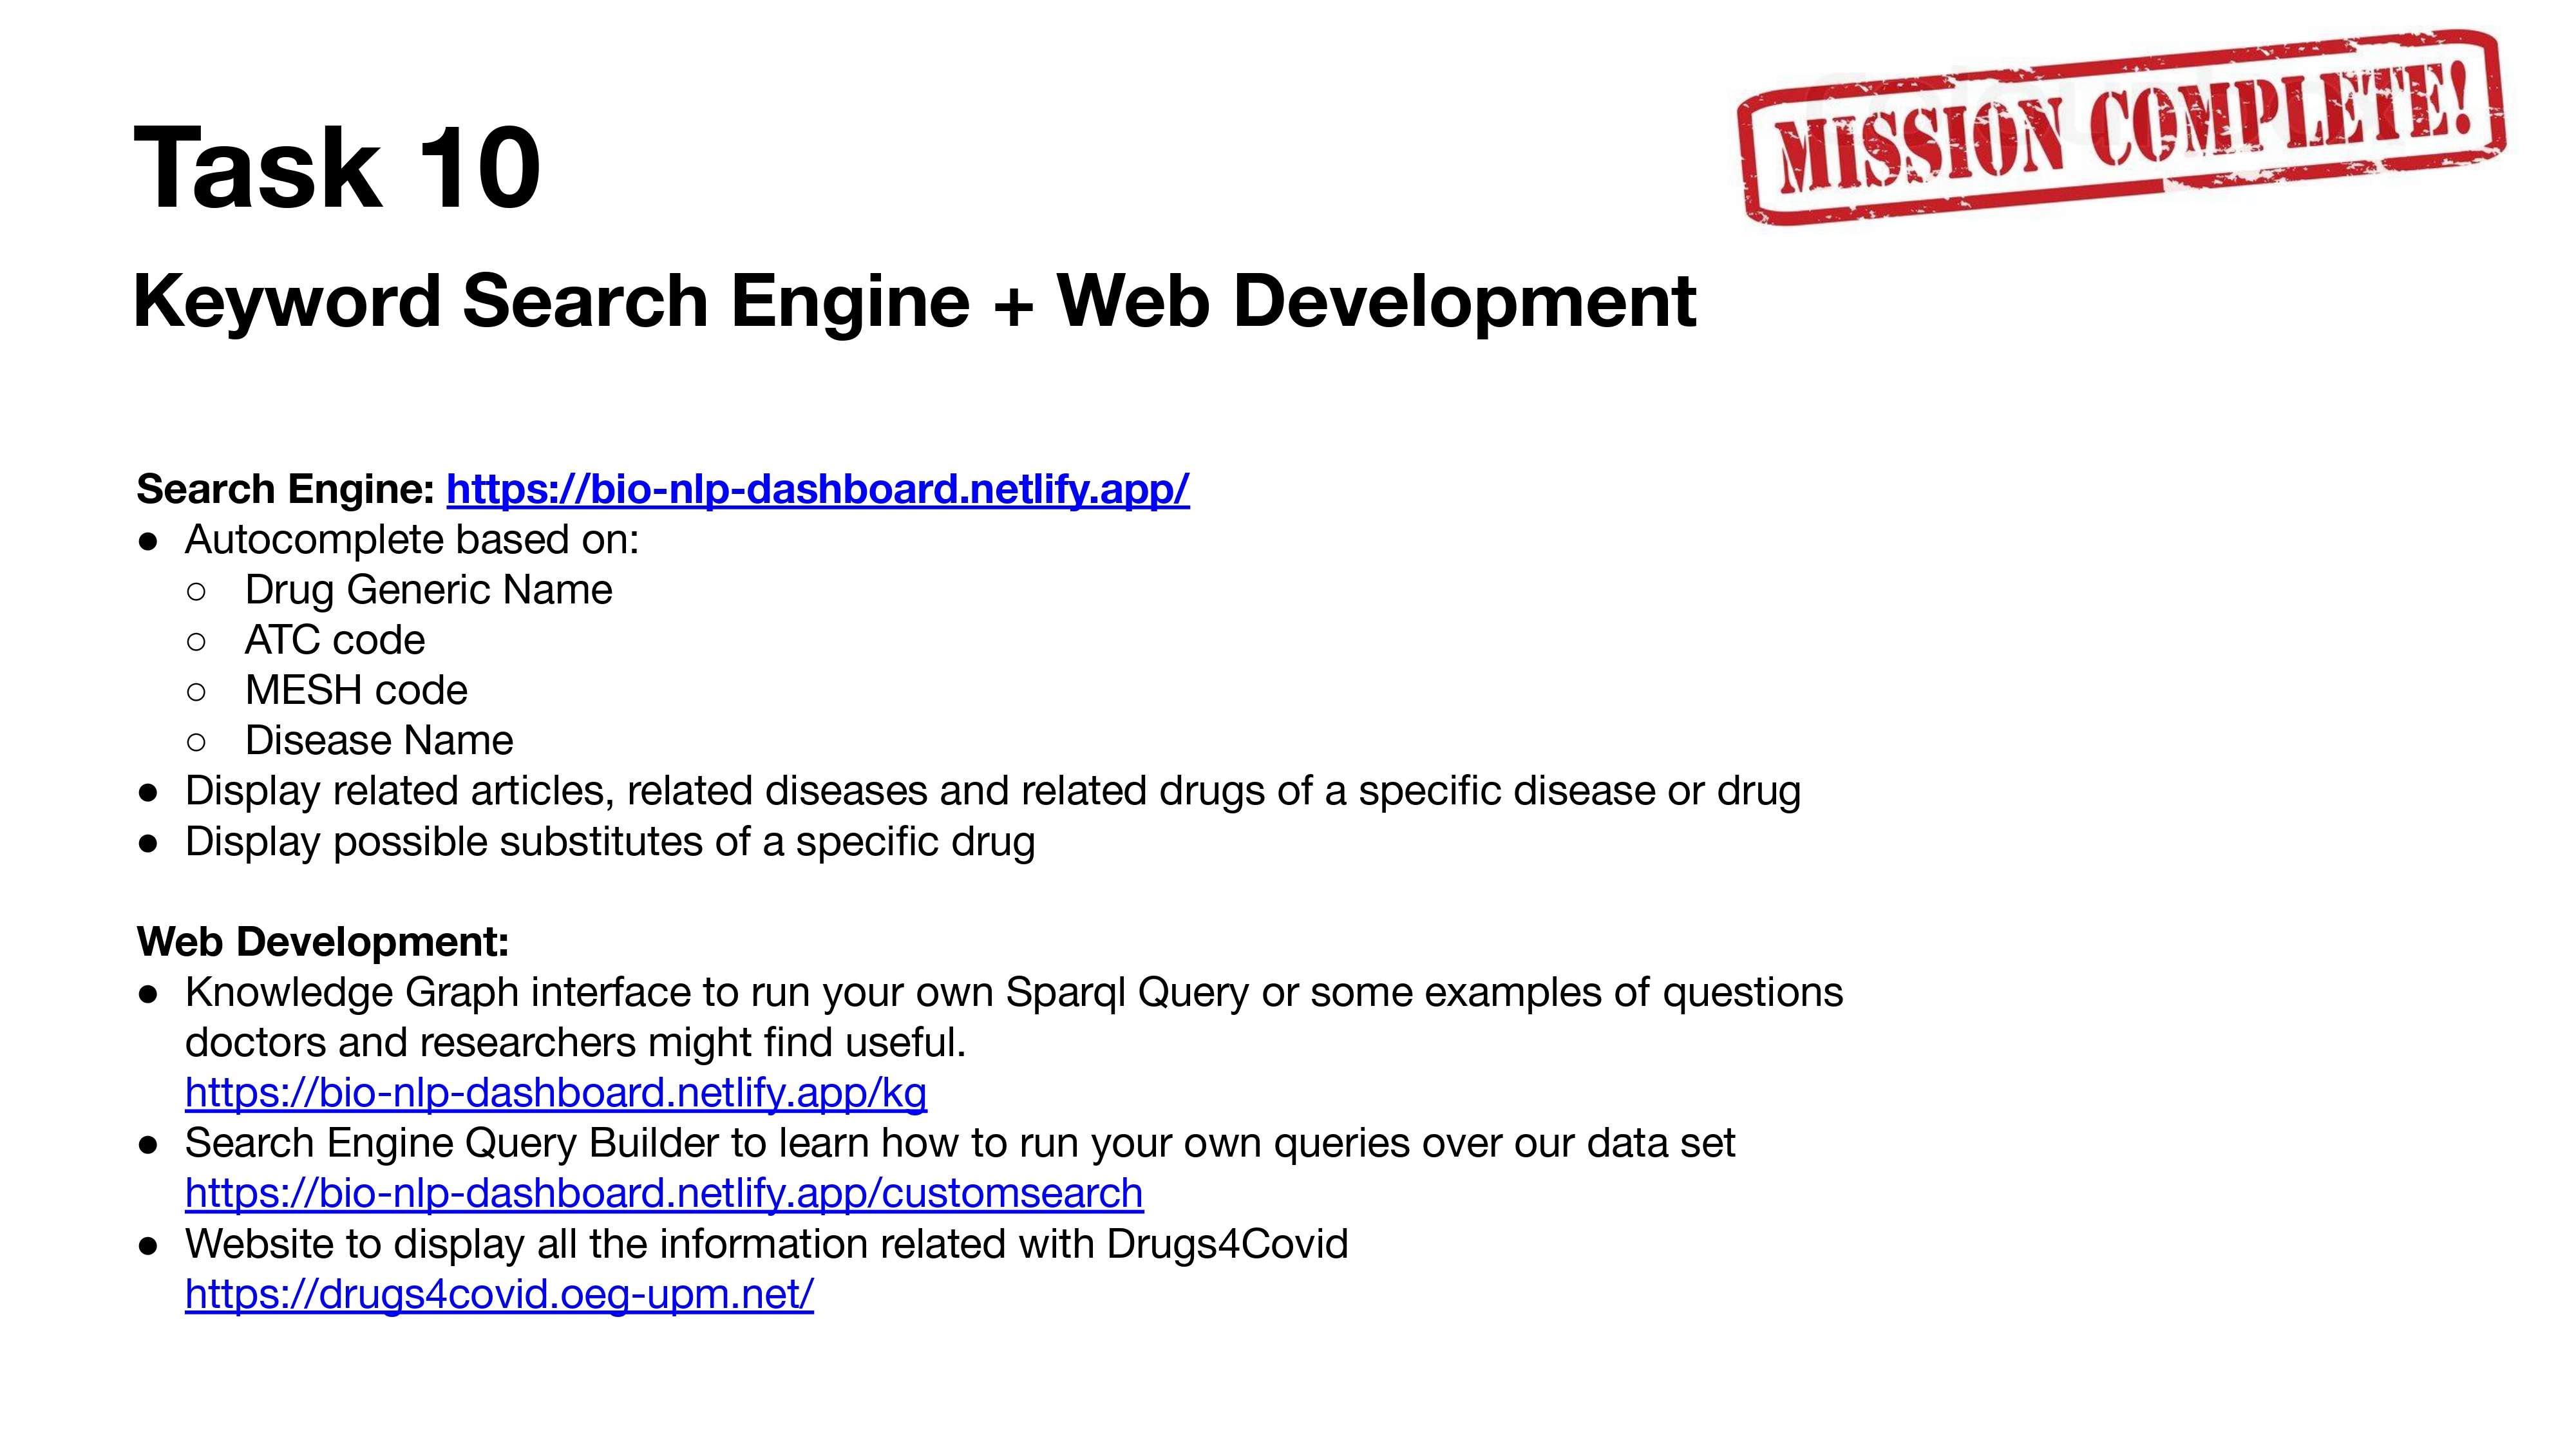 MISSION COMPLETE!
Task 10
Keyword Search Engine + Web Development
Search Engine: https://bio-nlp-dashboard.netlify.app/
● Autocomplete based on:
○ Drug Generic Name
○ ATC code
○ MESH code
○ Disease Name
● Display related articles, related diseases and related drugs of a specific disease or drug
● Display possible substitutes of a specific drug
Web Development:
● Knowledge Graph interface to run your own Sparql Query or some examples of questions
doctors and researchers might find useful.
https://bio-nlp-dashboard.netlify.app/kg
● Search Engine Query Builder to learn how to run your own queries over our data set
https://bio-nlp-dashboard.netlify.app/customsearch
● Website to display all the information related with Drugs4Covid
https://drugs4covid.oeg-upm.net/